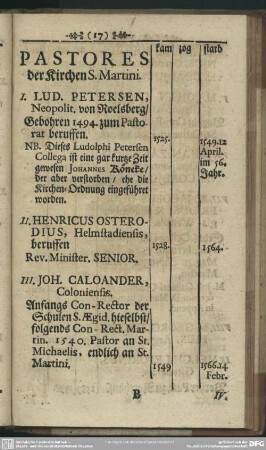 (17)
kam zog starb
PASTORES
der Kirchen S. Martini.
I. LUD. PETERSEN,
Neopolit. von Roelsberg/
Gebohren 1494. zum Pasto-
rat beruffen.
1525. 1549.12
April.
im 56.
Jahr.
NB. Dieses Ludolphi Petersen
Collega ist eine gar kurtze Zeit
gewesen JOHANNES Köneke/
der aber verstorben/ ehe die
Kirchen-Ordnung eingeführet
worden.
II. HENRICUS OSTERO-
DIUS, Helmstadiensis,
beruffen
1528. 1564.
Rev. Minister. SENIOR.
III. JOH. CALOANDER,
Coloniensis.
Anfangs Con-Rector der
Schulen S. Ægid. hieselbst/
folgends Con-Rect. Mar-
tin. 1540. Pastor an St.
Michaelis, endlich an St.
Martini.
1549 1566.14.
Febr.
B IV.